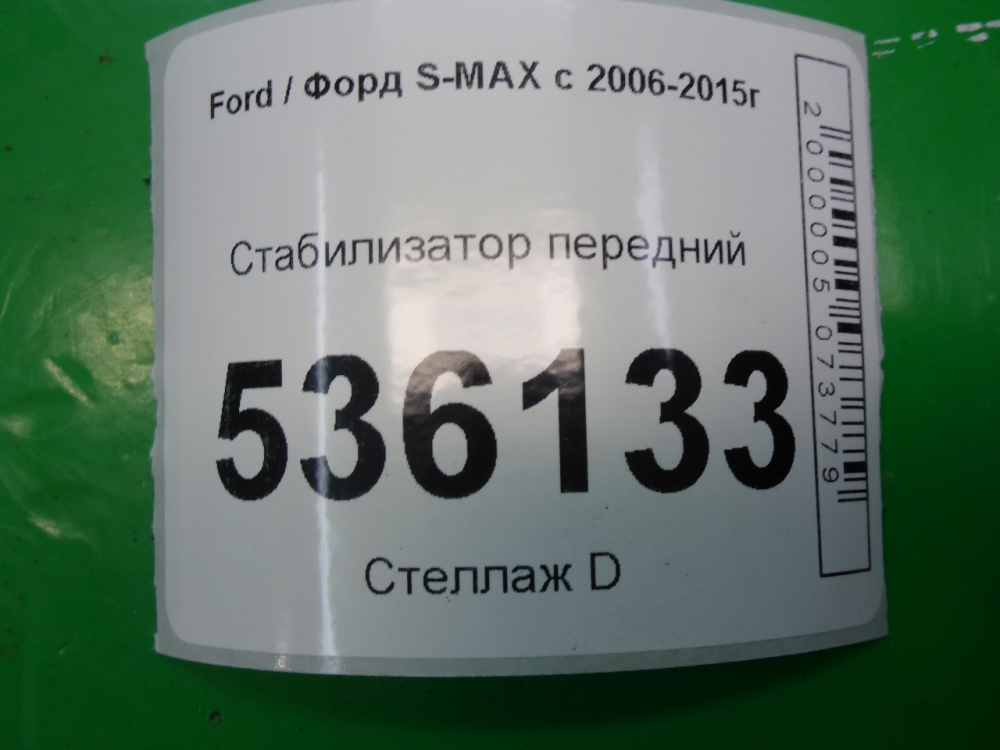 Ford / Форд S-MAX с 2006-2015г
Стабилизатор передний
536133
Стеллаж D
2000005073779